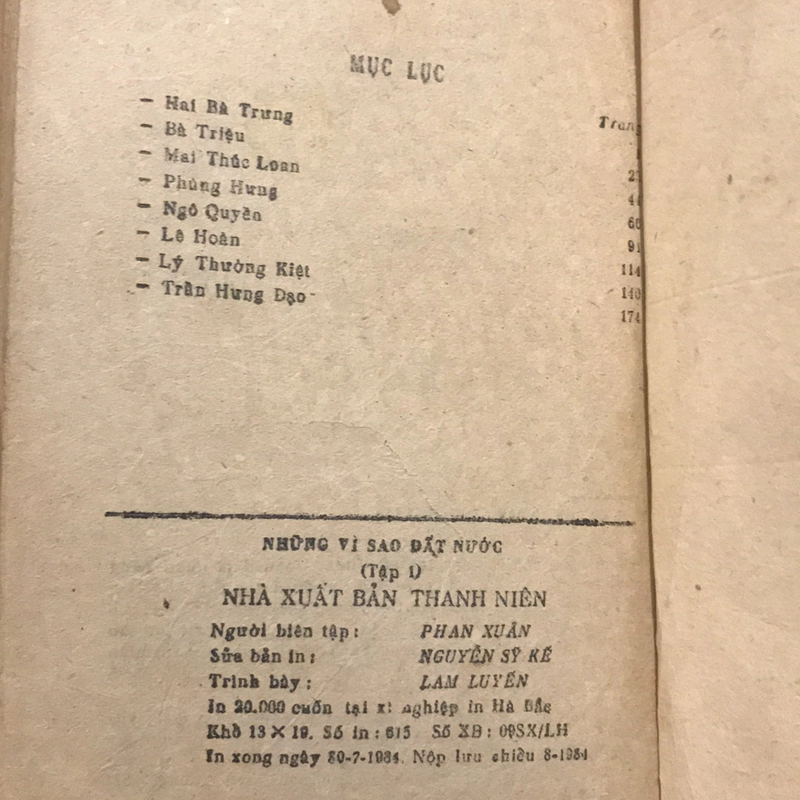 MỤC LỤC
Trang
— Hai Bà Trưng
— Bà Triệu
— Mai Thúc Loan
— Phùng Hưng
— Ngô Quyền 91
— Lê Hoàn 114
— Lý Thường Kiệt 140
— Trần Hưng Đạo 174
NHỮNG VÌ SAO ĐẤT NƯỚC
(Tập 1)
NHÀ XUẤT BẢN THANH NIÊN
Người biên tập: PHAN XUÂN
Sửa bản in: NGUYỄN SỸ KẾ
Trình bày: LAM LUYẾN
In 20.000 cuốn tại xí nghiệp in Hà Bắc
Khổ 13 × 19. Số in: 615 Số XB: 09SX/LH
In xong ngày 30-7-1984. Nộp lưu chiểu 8-1984